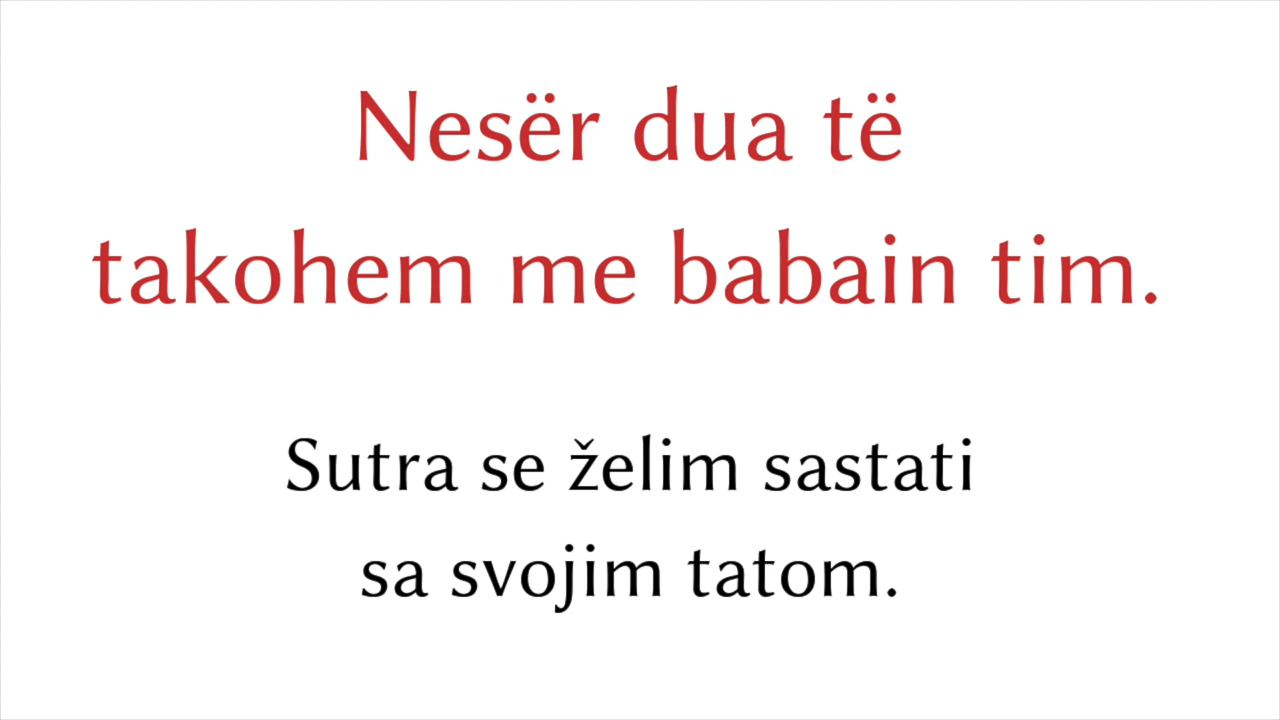 Nesër dua të
takohem me babain tim.
Sutra se želim sastati
sa svojim tatom.